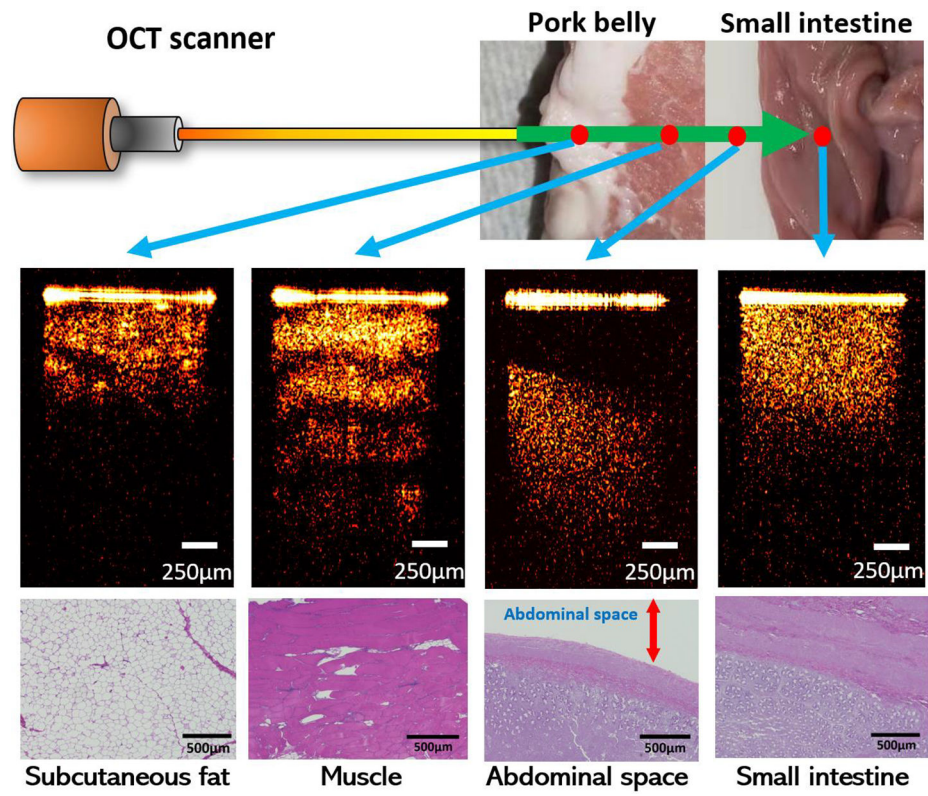 OCT scanner
Pork belly
Small intestine
250μm
250μm
250μm
250μm
Abdominal space
500μm
500μm
500μm
500μm
Subcutaneous fat
Muscle
Abdominal space
Small intestine